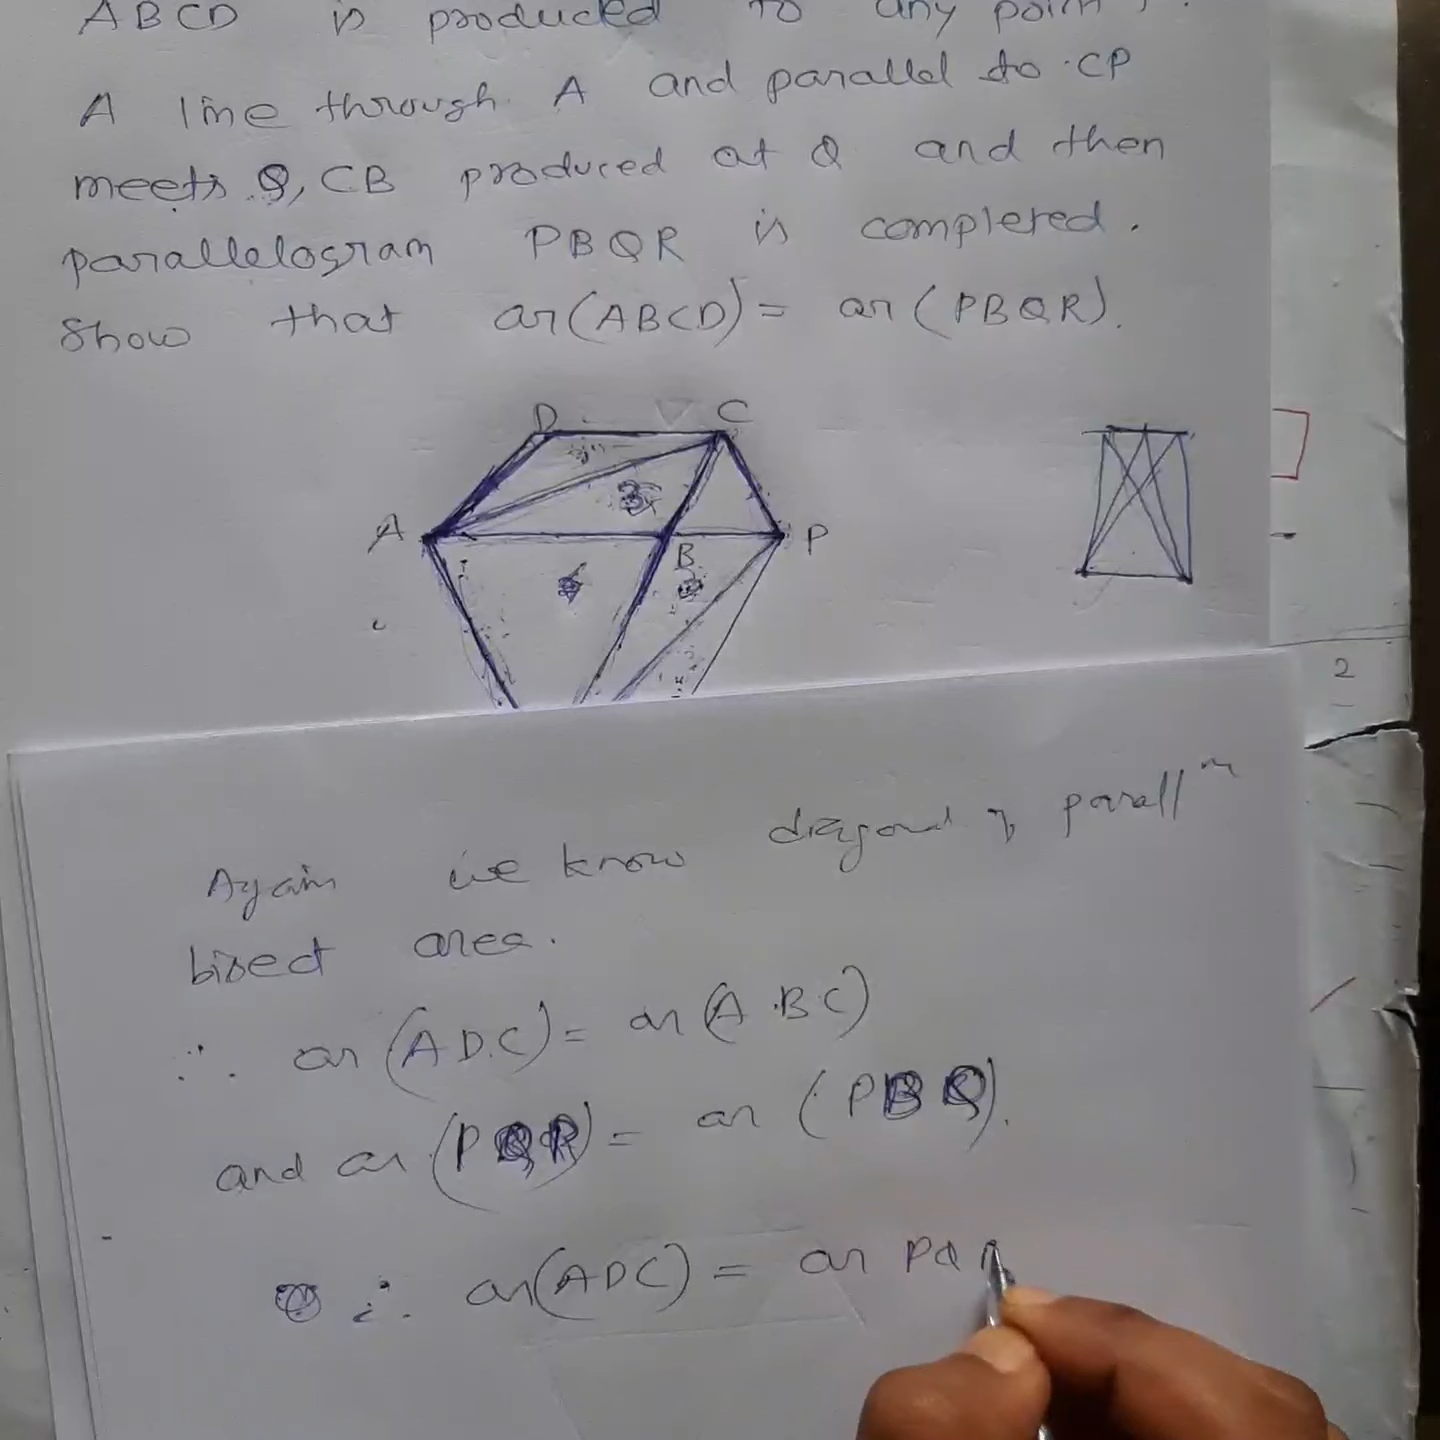 ABCD is produced to any point
A line through A and parallel to CP
meets Q, CB produced at Q and then
parallelogram PBQR is completed.
Show that ar(ABCD) = ar(PBQR).
D C
A B P
3
2
Again we know diagonal of parall^m
bisect area.
∴ ar(ADC) = ar(ABC)
and ar(PQR) = ar(PBQ).
∴ ar(ADC) = ar PQ